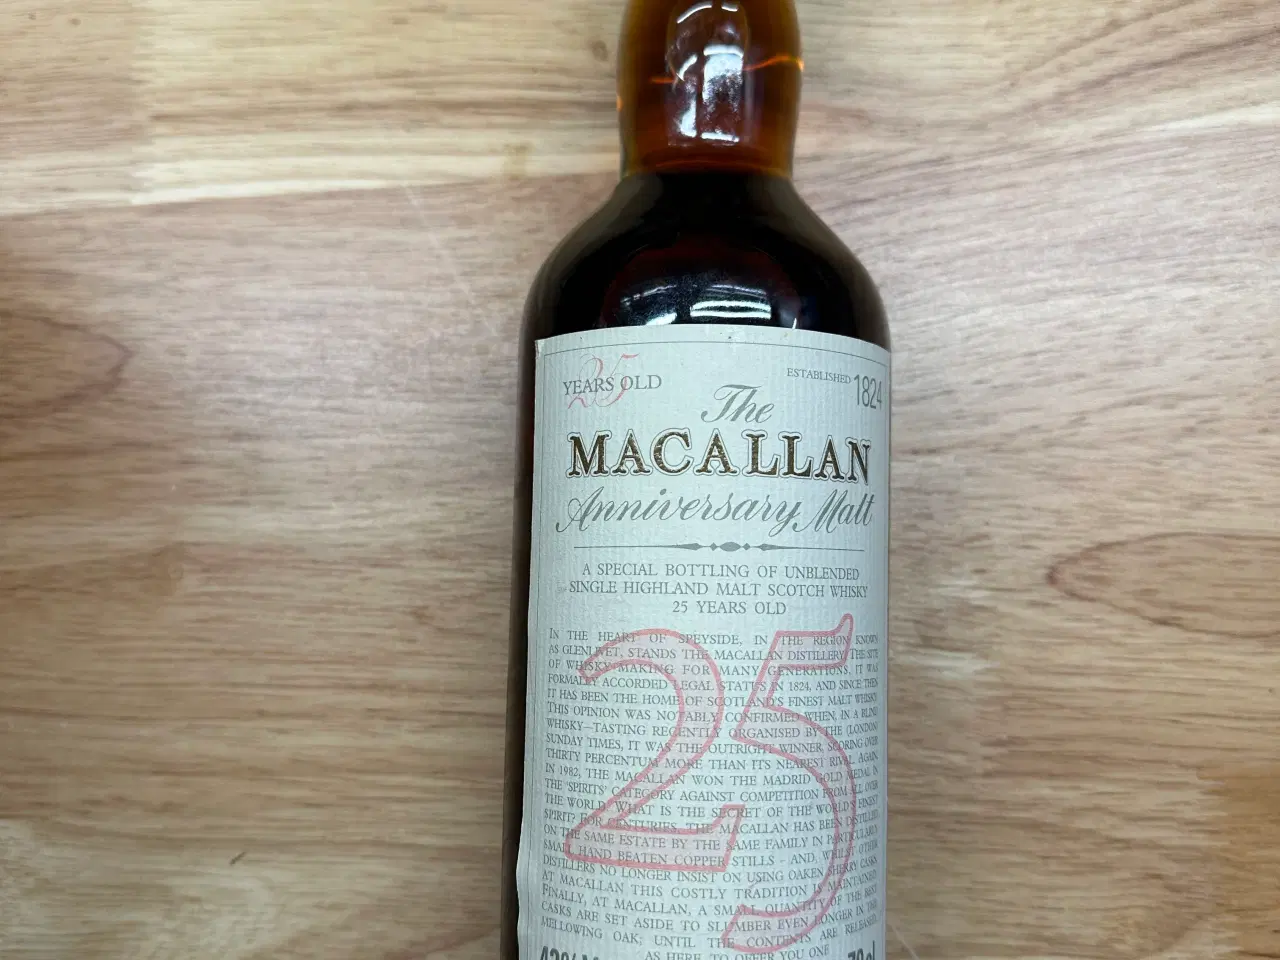 25
YEARS OLD
ESTABLISHED 1824
The
MACALLAN
Anniversary Malt
A SPECIAL BOTTLING OF UNBLENDED
SINGLE HIGHLAND MALT SCOTCH WHISKY
25 YEARS OLD
25
IN THE HEART OF SPEYSIDE, IN THE REGION KNOWN
AS GLENLIVET, STANDS THE MACALLAN DISTILLERY. THE SITE
OF WHISKY-MAKING FOR MANY GENERATIONS, IT WAS
FORMALLY ACCORDED LEGAL STATUS IN 1824, AND SINCE THEN
IT HAS BEEN THE HOME OF SCOTLAND'S FINEST MALT WHISKY.
THIS OPINION WAS NOTABLY CONFIRMED WHEN, IN A BLIND
WHISKY-TASTING RECENTLY ORGANISED BY THE (LONDON)
SUNDAY TIMES, IT WAS THE OUTRIGHT WINNER, SCORING OVER
THIRTY PERCENTUM MORE THAN ITS NEAREST RIVAL. AGAIN,
IN 1982, THE MACALLAN WON THE MADRID GOLD MEDAL IN
THE 'SPIRITS' CATEGORY AGAINST COMPETITION FROM ALL OVER
THE WORLD. WHAT IS THE SECRET OF THE WORLD'S FINEST
SPIRIT? FOR CENTURIES, THE MACALLAN HAS BEEN DISTILLED
ON THE SAME ESTATE BY THE SAME FAMILY IN PARTICULARLY
SMALL HAND BEATEN COPPER STILLS - AND, WHILST OTHER
DISTILLERS NO LONGER INSIST ON USING OAKEN SHERRY CASKS,
AT MACALLAN THIS COSTLY TRADITION IS MAINTAINED.
FINALLY, AT MACALLAN, A SMALL QUANTITY OF THE BEST
CASKS ARE SET ASIDE TO SLUMBER EVEN LONGER IN THE
MELLOWING OAK; UNTIL THE CONTENTS ARE RELEASED,
AS HERE, TO OFFER YOU ONE
43%
70cl